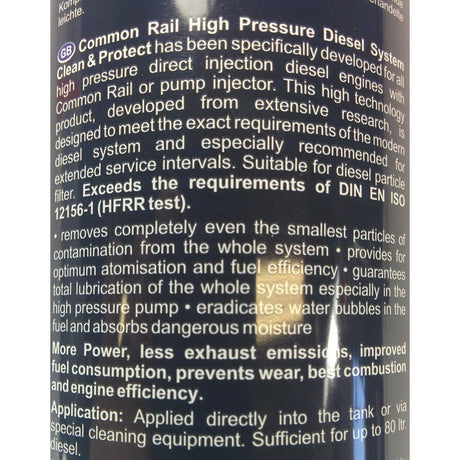 leichte.
GB Common Rail High Pressure Diesel System
Clean & Protect has been specifically developed for all
high pressure direct injection diesel engines with
Common Rail or pump injector. This high technology
product, developed from extensive research, is
designed to meet the exact requirements of the modern
diesel system and especially recommended for
extended service intervals. Suitable for diesel particle
filter. Exceeds the requirements of DIN EN ISO
12156-1 (HFRR test).
• removes completely even the smallest particles of
contamination from the whole system • provides for
optimum atomisation and fuel efficiency • guarantees
total lubrication of the whole system especially in the
high pressure pump • eradicates water bubbles in the
fuel and absorbs dangerous moisture
More Power, less exhaust emissions, improved
fuel consumption, prevents wear, best combustion
and engine efficiency.
Application: Applied directly into the tank or via
special cleaning equipment. Sufficient for up to 80 ltr.
diesel.